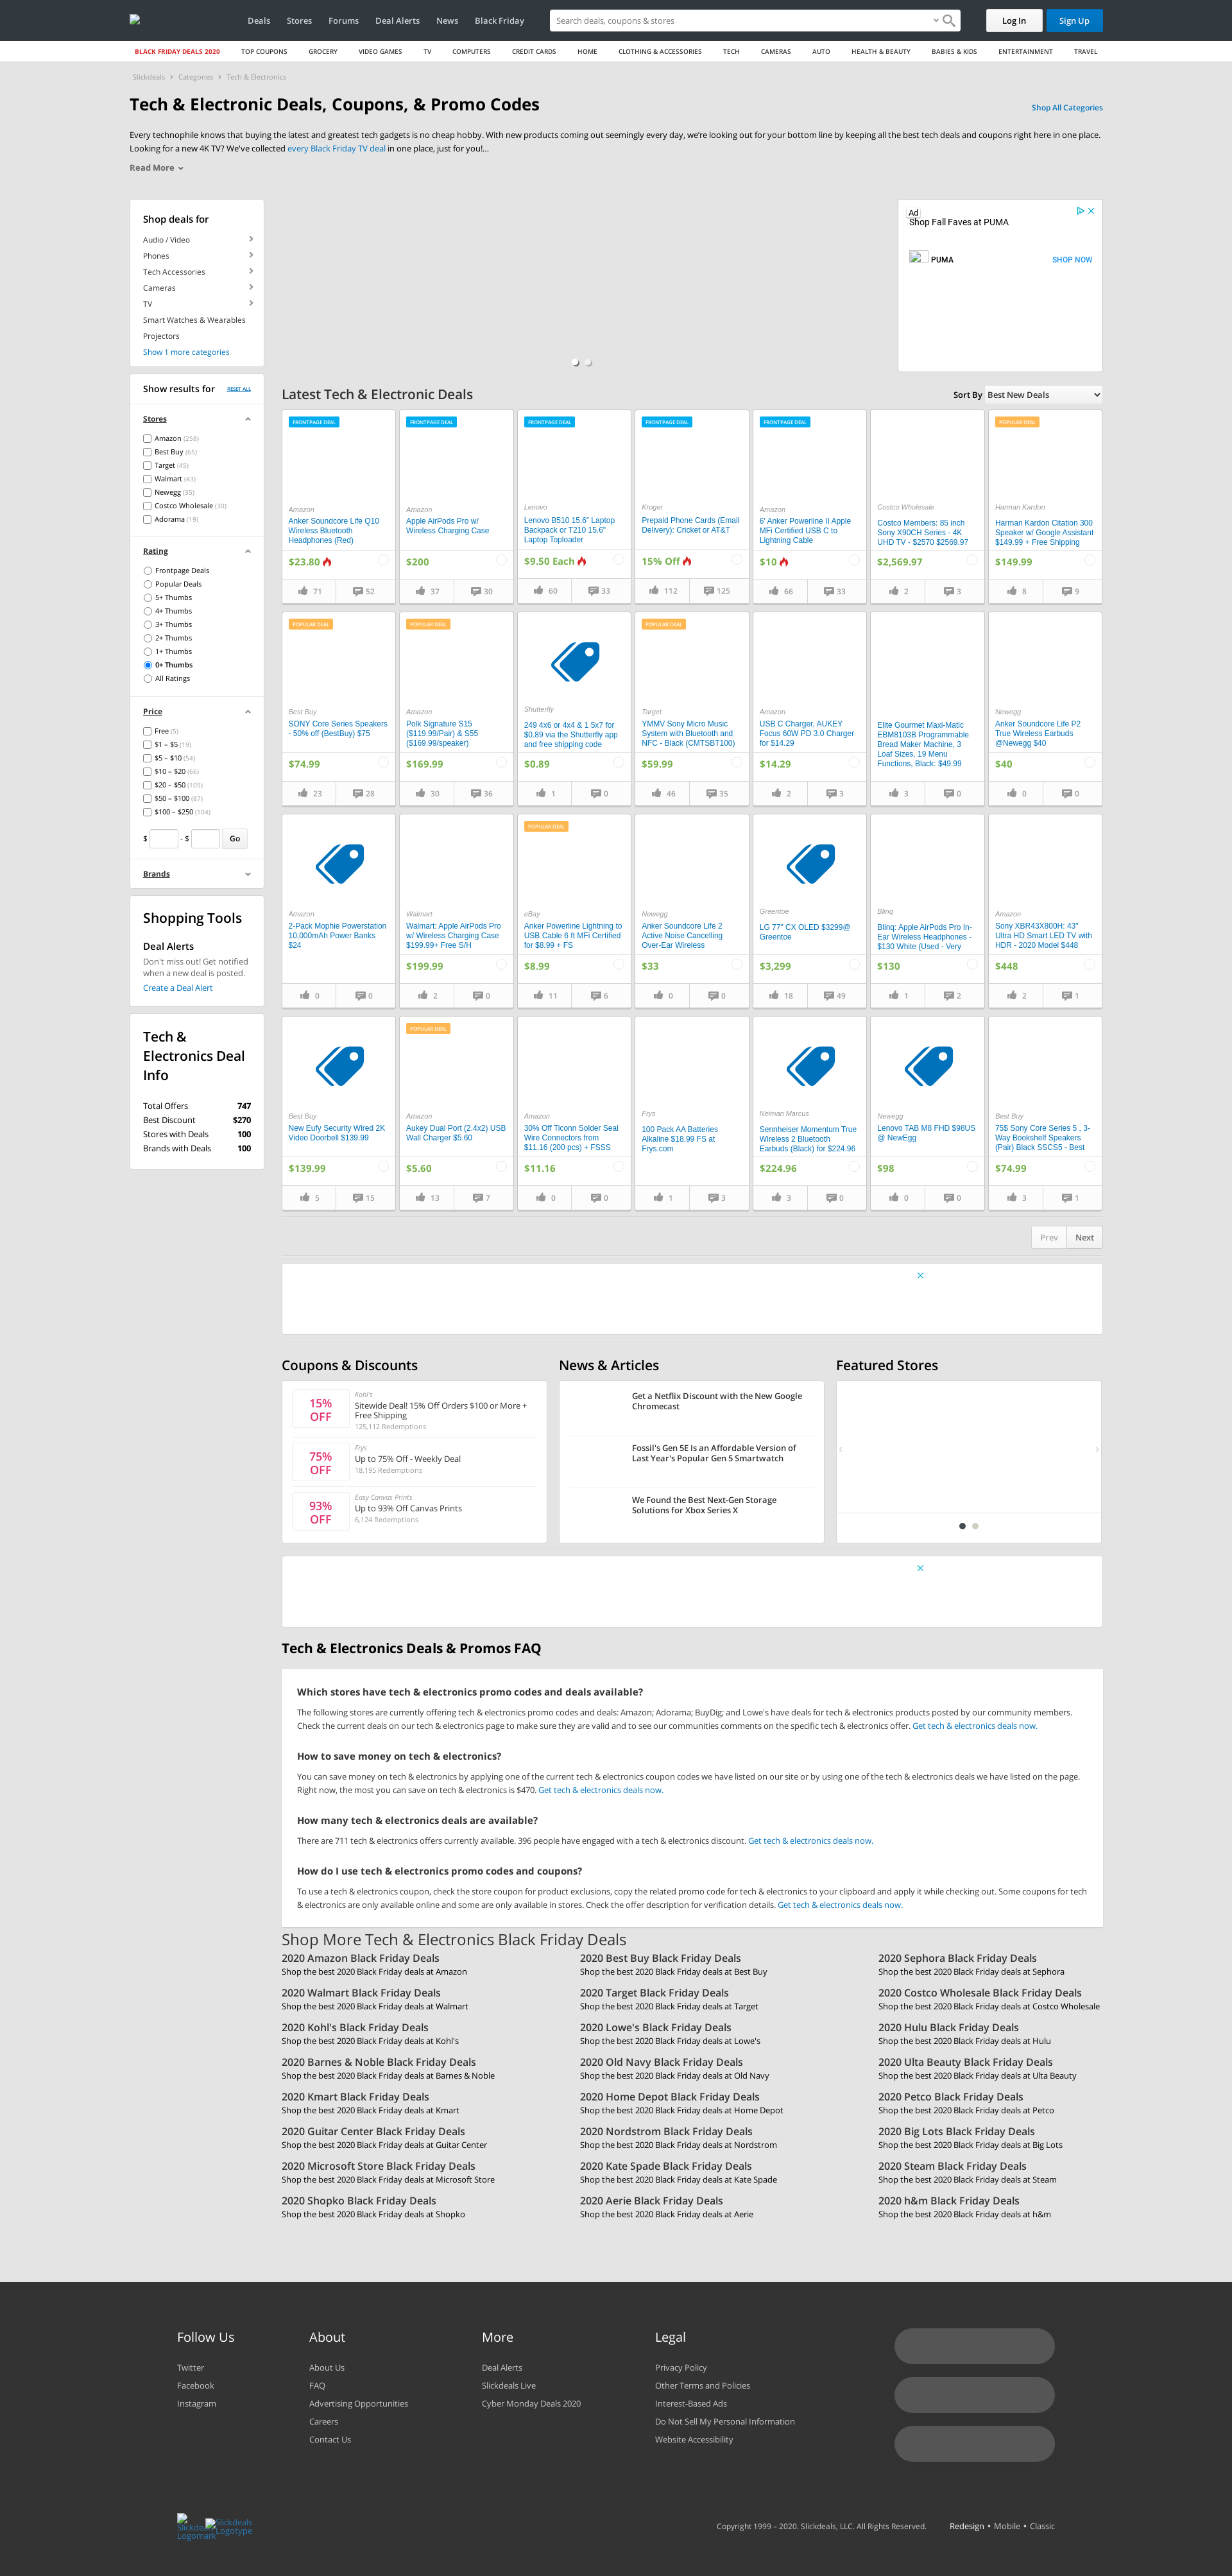 Deals Stores Forums Deal Alerts News Black Friday Search deals, coupons & stores Log In Sign Up
BLACK FRIDAY DEALS 2020 TOP COUPONS GROCERY VIDEO GAMES TV COMPUTERS CREDIT CARDS HOME CLOTHING & ACCESSORIES TECH CAMERAS AUTO HEALTH & BEAUTY BABIES & KIDS ENTERTAINMENT TRAVEL
Slickdeals > Categories > Tech & Electronics
Tech & Electronic Deals, Coupons, & Promo Codes
Shop All Categories
Every technophile knows that buying the latest and greatest tech gadgets is no cheap hobby. With new products coming out seemingly every day, we're looking out for your bottom line by keeping all the best tech deals and coupons right here in one place.
Looking for a new 4K TV? We've collected every Black Friday TV deal in one place, just for you!...
Read More
Shop deals for
Audio / Video
Phones
Tech Accessories
Cameras
TV
Smart Watches & Wearables
Projectors
Show 1 more categories
Ad
Shop Fall Faves at PUMA
PUMA SHOP NOW
Show results for RESET ALL
Stores
Amazon (258)
Best Buy (65)
Target (45)
Walmart (43)
Newegg (35)
Costco Wholesale (30)
Adorama (19)
Rating
Frontpage Deals
Popular Deals
5+ Thumbs
4+ Thumbs
3+ Thumbs
2+ Thumbs
1+ Thumbs
0+ Thumbs
All Ratings
Price
Free (5)
$1 – $5 (19)
$5 – $10 (54)
$10 – $20 (66)
$20 – $50 (105)
$50 – $100 (87)
$100 – $250 (104)
$ - $ Go
Brands
Shopping Tools
Deal Alerts
Don't miss out! Get notified
when a new deal is posted.
Create a Deal Alert
Tech &
Electronics Deal
Info
Total Offers 747
Best Discount $270
Stores with Deals 100
Brands with Deals 100
Latest Tech & Electronic Deals
Sort By Best New Deals
FRONTPAGE DEAL
Amazon
Anker Soundcore Life Q10
Wireless Bluetooth
Headphones (Red)
$23.80
71 52
FRONTPAGE DEAL
Amazon
Apple AirPods Pro w/
Wireless Charging Case
$200
37 30
FRONTPAGE DEAL
Lenovo
Lenovo B510 15.6" Laptop
Backpack or T210 15.6"
Laptop Toploader
$9.50 Each
60 33
FRONTPAGE DEAL
Kroger
Prepaid Phone Cards (Email
Delivery): Cricket or AT&T
15% Off
112 125
FRONTPAGE DEAL
Amazon
6' Anker Powerline II Apple
MFi Certified USB C to
Lightning Cable
$10
66 33
Costco Wholesale
Costco Members: 85 inch
Sony X90CH Series - 4K
UHD TV - $2570 $2569.97
$2,569.97
2 3
POPULAR DEAL
Harman Kardon
Harman Kardon Citation 300
Speaker w/ Google Assistant
$149.99 + Free Shipping
$149.99
8 9
POPULAR DEAL
Best Buy
SONY Core Series Speakers
- 50% off (BestBuy) $75
$74.99
23 28
POPULAR DEAL
Amazon
Polk Signature S15
($119.99/Pair) & S55
($169.99/speaker)
$169.99
30 36
Shutterfly
249 4x6 or 4x4 & 1 5x7 for
$0.89 via the Shutterfly app
and free shipping code
$0.89
1 0
POPULAR DEAL
Target
YMMV Sony Micro Music
System with Bluetooth and
NFC - Black (CMTSBT100)
$59.99
46 35
Amazon
USB C Charger, AUKEY
Focus 60W PD 3.0 Charger
for $14.29
$14.29
2 3
Elite Gourmet Maxi-Matic
EBM8103B Programmable
Bread Maker Machine, 3
Loaf Sizes, 19 Menu
Functions, Black: $49.99
3 0
Newegg
Anker Soundcore Life P2
True Wireless Earbuds
@Newegg $40
$40
0 0
Amazon
2-Pack Mophie Powerstation
10,000mAh Power Banks
$24
0 0
Walmart
Walmart: Apple AirPods Pro
w/ Wireless Charging Case
$199.99+ Free S/H
$199.99
2 0
POPULAR DEAL
eBay
Anker Powerline Lightning to
USB Cable 6 ft MFi Certified
for $8.99 + FS
$8.99
11 6
Newegg
Anker Soundcore Life 2
Active Noise Cancelling
Over-Ear Wireless
$33
0 0
Greentoe
LG 77" CX OLED $3299@
Greentoe
$3,299
18 49
Blinq
Blinq: Apple AirPods Pro In-
Ear Wireless Headphones -
$130 White (Used - Very
$130
1 2
Amazon
Sony XBR43X800H: 43"
Ultra HD Smart LED TV with
HDR - 2020 Model $448
$448
2 1
Best Buy
New Eufy Security Wired 2K
Video Doorbell $139.99
$139.99
5 15
POPULAR DEAL
Amazon
Aukey Dual Port (2.4x2) USB
Wall Charger $5.60
$5.60
13 7
Amazon
30% Off Ticonn Solder Seal
Wire Connectors from
$11.16 (200 pcs) + FSSS
$11.16
0 0
Frys
100 Pack AA Batteries
Alkaline $18.99 FS at
Frys.com
1 3
Neiman Marcus
Sennheiser Momentum True
Wireless 2 Bluetooth
Earbuds (Black) for $224.96
$224.96
3 0
Newegg
Lenovo TAB M8 FHD $98US
@ NewEgg
$98
0 0
Best Buy
75$ Sony Core Series 5 , 3-
Way Bookshelf Speakers
(Pair) Black SSCS5 - Best
$74.99
3 1
Prev Next
Coupons & Discounts
15%
OFF
Kohl's
Sitewide Deal! 15% Off Orders $100 or More +
Free Shipping
125,112 Redemptions
75%
OFF
Frys
Up to 75% Off - Weekly Deal
18,195 Redemptions
93%
OFF
Easy Canvas Prints
Up to 93% Off Canvas Prints
6,124 Redemptions
News & Articles
Get a Netflix Discount with the New Google
Chromecast
Fossil's Gen 5E Is an Affordable Version of
Last Year's Popular Gen 5 Smartwatch
We Found the Best Next-Gen Storage
Solutions for Xbox Series X
Featured Stores
Tech & Electronics Deals & Promos FAQ
Which stores have tech & electronics promo codes and deals available?
The following stores are currently offering tech & electronics promo codes and deals: Amazon; Adorama; BuyDig; and Lowe's have deals for tech & electronics products posted by our community members.
Check the current deals on our tech & electronics page to make sure they are valid and to see our communities comments on the specific tech & electronics offer. Get tech & electronics deals now.
How to save money on tech & electronics?
You can save money on tech & electronics by applying one of the current tech & electronics coupon codes we have listed on our site or by using one of the tech & electronics deals we have listed on the page.
Right now, the most you can save on tech & electronics is $470. Get tech & electronics deals now.
How many tech & electronics deals are available?
There are 711 tech & electronics offers currently available. 396 people have engaged with a tech & electronics discount. Get tech & electronics deals now.
How do I use tech & electronics promo codes and coupons?
To use a tech & electronics coupon, check the store coupon for product exclusions, copy the related promo code for tech & electronics to your clipboard and apply it while checking out. Some coupons for tech
& electronics are only available online and some are only available in stores. Check the offer description for verification details. Get tech & electronics deals now.
Shop More Tech & Electronics Black Friday Deals
2020 Amazon Black Friday Deals 2020 Best Buy Black Friday Deals 2020 Sephora Black Friday Deals
Shop the best 2020 Black Friday deals at Amazon Shop the best 2020 Black Friday deals at Best Buy Shop the best 2020 Black Friday deals at Sephora
2020 Walmart Black Friday Deals 2020 Target Black Friday Deals 2020 Costco Wholesale Black Friday Deals
Shop the best 2020 Black Friday deals at Walmart Shop the best 2020 Black Friday deals at Target Shop the best 2020 Black Friday deals at Costco Wholesale
2020 Kohl's Black Friday Deals 2020 Lowe's Black Friday Deals 2020 Hulu Black Friday Deals
Shop the best 2020 Black Friday deals at Kohl's Shop the best 2020 Black Friday deals at Lowe's Shop the best 2020 Black Friday deals at Hulu
2020 Barnes & Noble Black Friday Deals 2020 Old Navy Black Friday Deals 2020 Ulta Beauty Black Friday Deals
Shop the best 2020 Black Friday deals at Barnes & Noble Shop the best 2020 Black Friday deals at Old Navy Shop the best 2020 Black Friday deals at Ulta Beauty
2020 Kmart Black Friday Deals 2020 Home Depot Black Friday Deals 2020 Petco Black Friday Deals
Shop the best 2020 Black Friday deals at Kmart Shop the best 2020 Black Friday deals at Home Depot Shop the best 2020 Black Friday deals at Petco
2020 Guitar Center Black Friday Deals 2020 Nordstrom Black Friday Deals 2020 Big Lots Black Friday Deals
Shop the best 2020 Black Friday deals at Guitar Center Shop the best 2020 Black Friday deals at Nordstrom Shop the best 2020 Black Friday deals at Big Lots
2020 Microsoft Store Black Friday Deals 2020 Kate Spade Black Friday Deals 2020 Steam Black Friday Deals
Shop the best 2020 Black Friday deals at Microsoft Store Shop the best 2020 Black Friday deals at Kate Spade Shop the best 2020 Black Friday deals at Steam
2020 Shopko Black Friday Deals 2020 Aerie Black Friday Deals 2020 h&m Black Friday Deals
Shop the best 2020 Black Friday deals at Shopko Shop the best 2020 Black Friday deals at Aerie Shop the best 2020 Black Friday deals at h&m
Follow Us
Twitter
Facebook
Instagram
About
About Us
FAQ
Advertising Opportunities
Careers
Contact Us
More
Deal Alerts
Slickdeals Live
Cyber Monday Deals 2020
Legal
Privacy Policy
Other Terms and Policies
Interest-Based Ads
Do Not Sell My Personal Information
Website Accessibility
Slickdeals
Logomark
Slickdeals
Logotype
Copyright 1999 – 2020. Slickdeals, LLC. All Rights Reserved. Redesign • Mobile • Classic